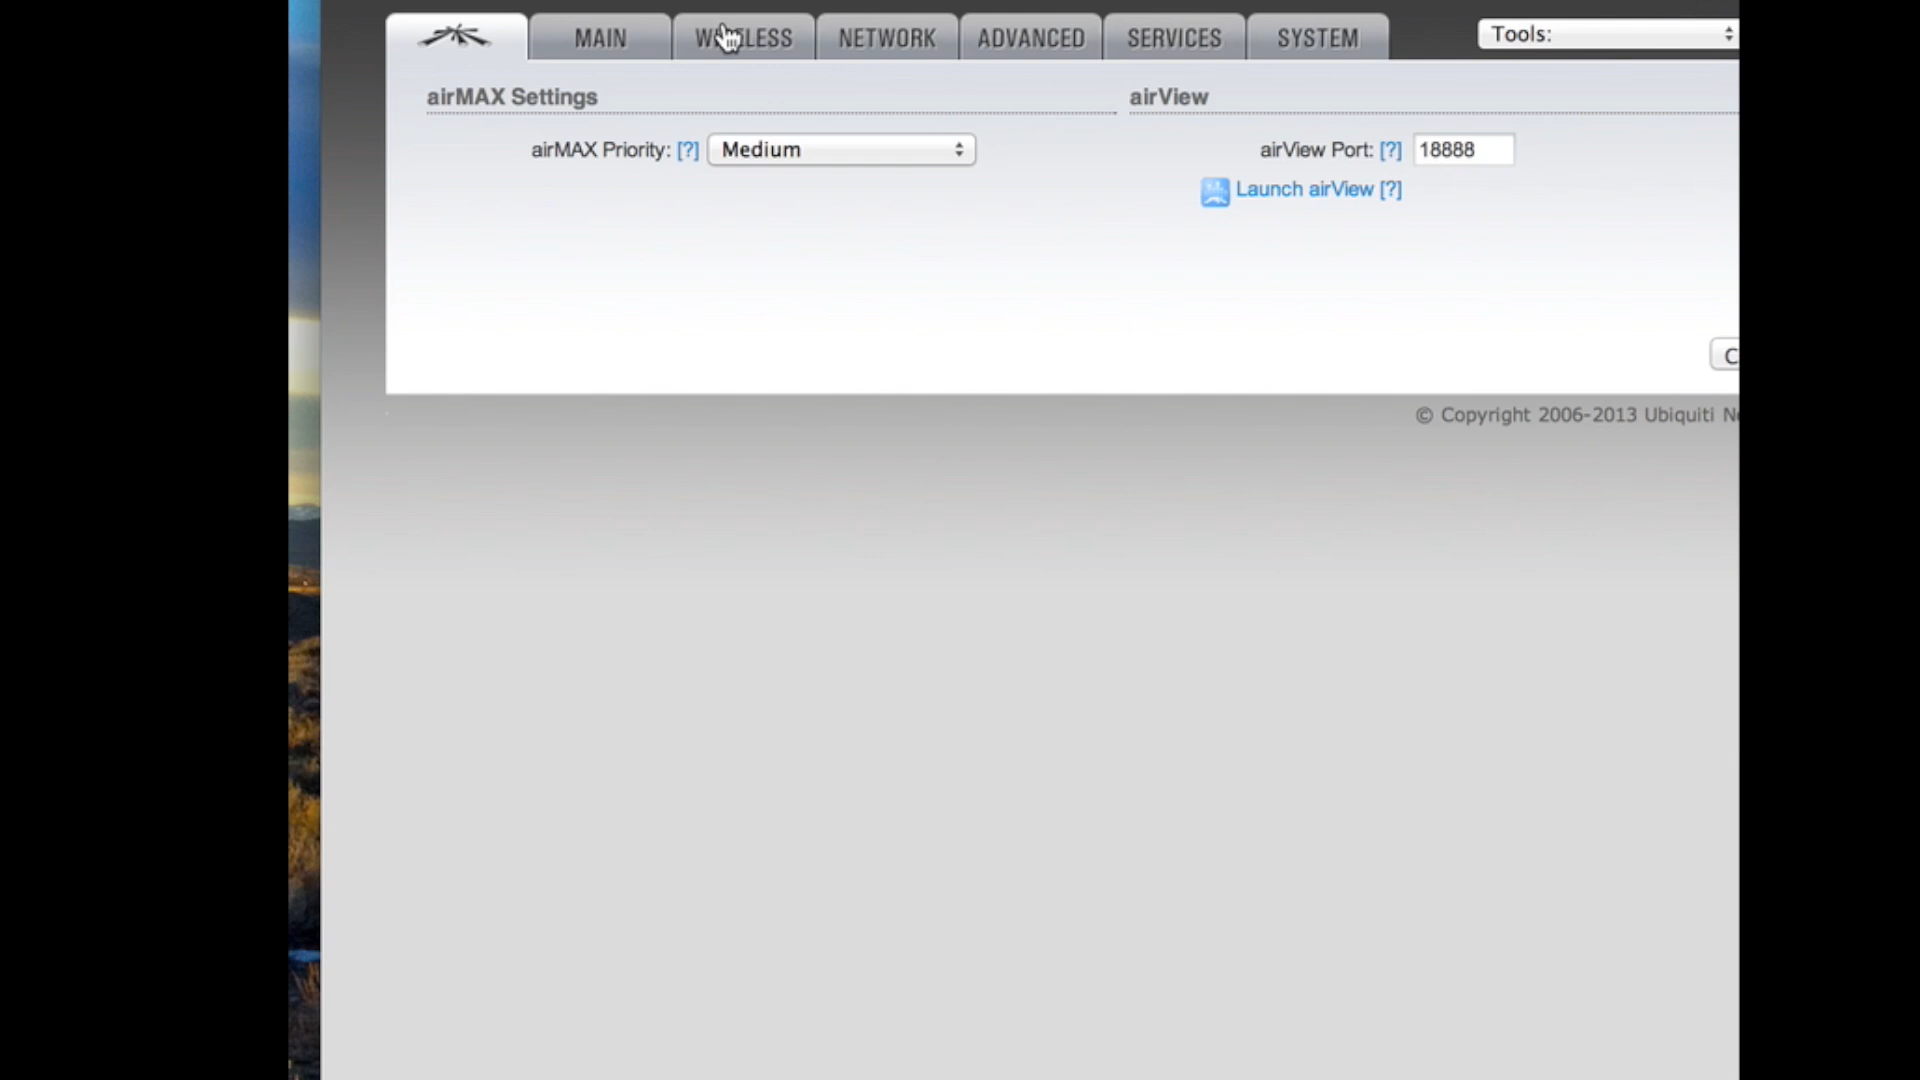 MAIN WIRELESS NETWORK ADVANCED SERVICES SYSTEM Tools:
airMAX Settings airView
airMAX Priority: [?] Medium airView Port: [?] 18888
Launch airView [?]
© Copyright 2006-2013 Ubiquiti